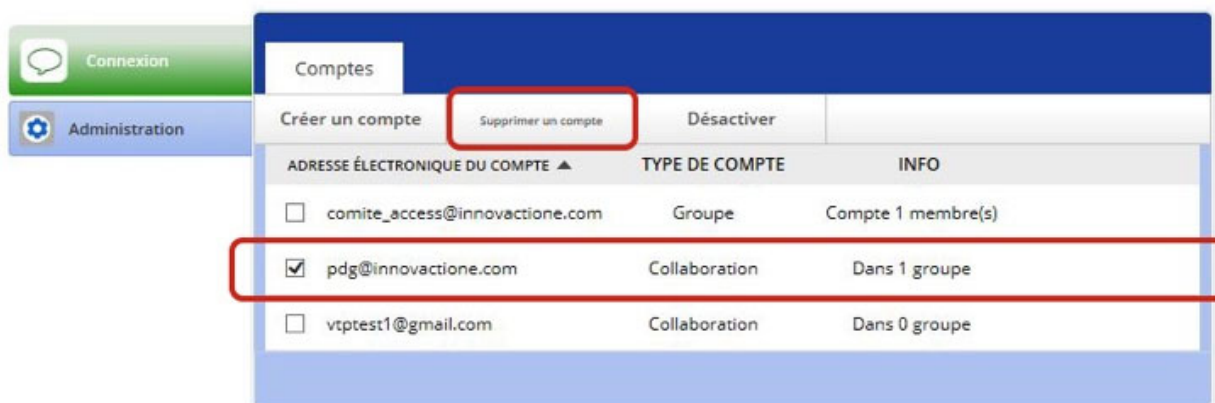 Connexion
Administration
Comptes
Créer un compte Supprimer un compte Désactiver
ADRESSE ÉLECTRONIQUE DU COMPTE ▲ TYPE DE COMPTE INFO
comite_access@innovactione.com Groupe Compte 1 membre(s)
pdg@innovactione.com Collaboration Dans 1 groupe
vtptest1@gmail.com Collaboration Dans 0 groupe